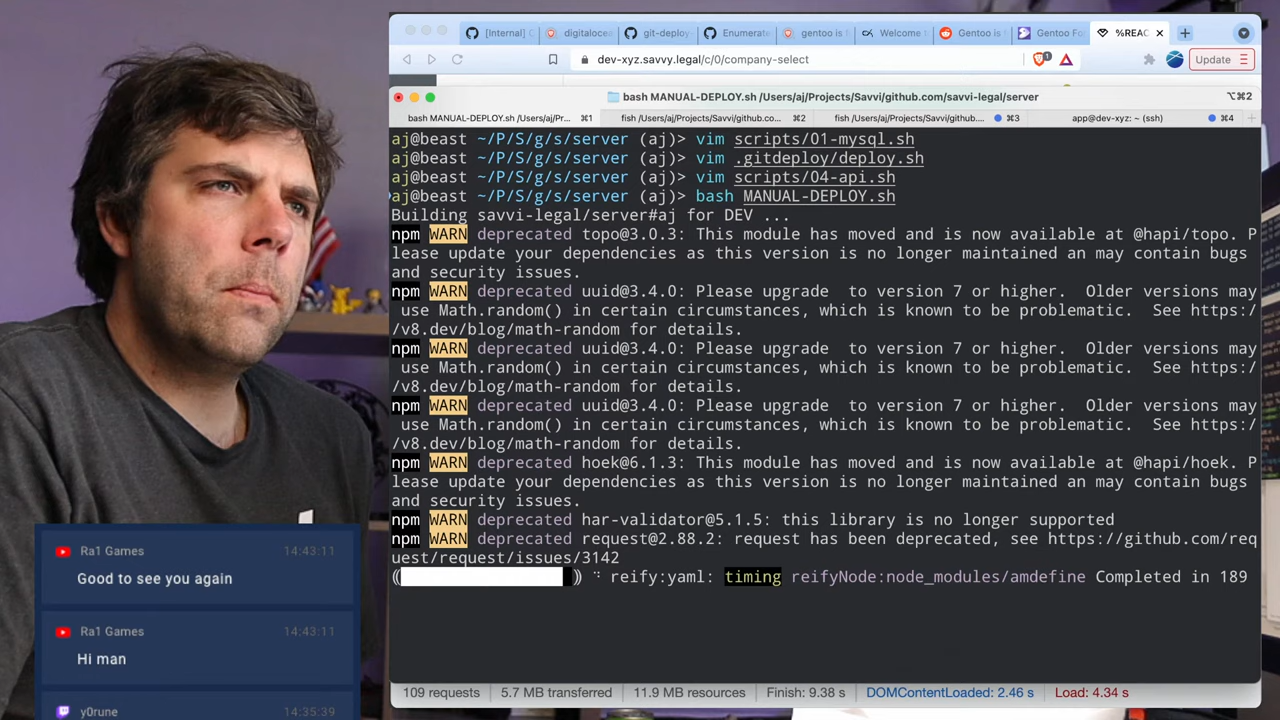 [Internal] C
digitalocea
git-deploy-
Enumerate
gentoo is f
Welcome t
Gentoo is
Gentoo Fo
%REAC
dev-xyz.savvy.legal/c/0/company-select
1
Update
bash MANUAL-DEPLOY.sh /Users/aj/Projects/Savvi/github.com/savvi-legal/server
⌥⌘2
bash MANUAL-DEPLOY.sh /Users/aj/Pr... ⌘1
fish /Users/aj/Projects/Savvi/github.co... ⌘2
fish /Users/aj/Projects/Savvi/github.... ⌘3
app@dev-xyz: ~ (ssh) ⌘4
aj@beast ~/P/S/g/s/server (aj)> vim scripts/01-mysql.sh
aj@beast ~/P/S/g/s/server (aj)> vim .gitdeploy/deploy.sh
aj@beast ~/P/S/g/s/server (aj)> vim scripts/04-api.sh
aj@beast ~/P/S/g/s/server (aj)> bash MANUAL-DEPLOY.sh
Building savvi-legal/server#aj for DEV ...
npm WARN deprecated topo@3.0.3: This module has moved and is now available at @hapi/topo. P
lease update your dependencies as this version is no longer maintained an may contain bugs
and security issues.
npm WARN deprecated uuid@3.4.0: Please upgrade  to version 7 or higher.  Older versions may
 use Math.random() in certain circumstances, which is known to be problematic.  See https:/
/v8.dev/blog/math-random for details.
npm WARN deprecated uuid@3.4.0: Please upgrade  to version 7 or higher.  Older versions may
 use Math.random() in certain circumstances, which is known to be problematic.  See https:/
/v8.dev/blog/math-random for details.
npm WARN deprecated uuid@3.4.0: Please upgrade  to version 7 or higher.  Older versions may
 use Math.random() in certain circumstances, which is known to be problematic.  See https:/
/v8.dev/blog/math-random for details.
npm WARN deprecated hoek@6.1.3: This module has moved and is now available at @hapi/hoek. P
lease update your dependencies as this version is no longer maintained an may contain bugs
and security issues.
npm WARN deprecated har-validator@5.1.5: this library is no longer supported
npm WARN deprecated request@2.88.2: request has been deprecated, see https://github.com/req
uest/request/issues/3142
reify:yaml: timing reifyNode:node_modules/amdefine Completed in 189
109 requests
5.7 MB transferred
11.9 MB resources
Finish: 9.38 s
DOMContentLoaded: 2.46 s
Load: 4.34 s
Ra1 Games 14:43:11
Good to see you again
Ra1 Games 14:43:11
Hi man
y0rune 14:35:39